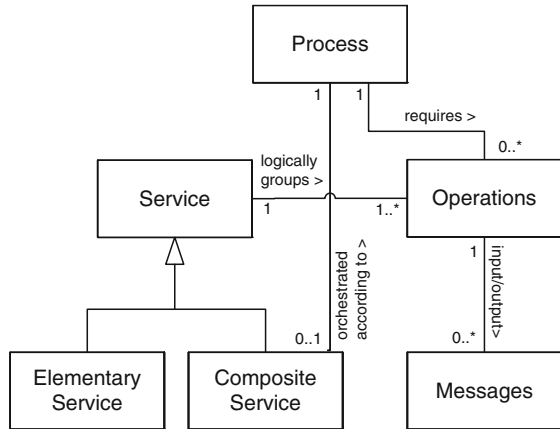 Process
1
1
requires >
0..*
logically
groups >
Service
1
1..*
Operations
orchestrated
according to >
1
input/output>
0..1
0..*
Elementary
Service
Composite
Service
Messages